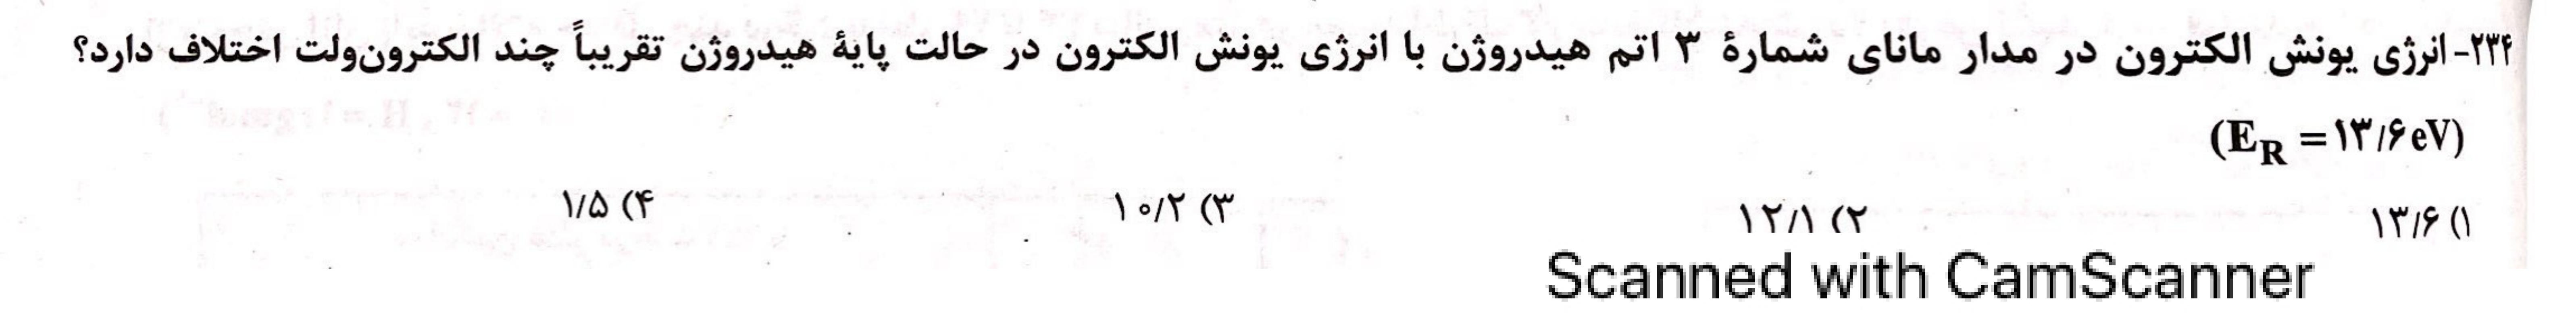 ۲۳۴- انرژی یونش الکترون در مدار مانای شمارهٔ ۳ اتم هیدروژن با انرژی یونش الکترون در حالت پایهٔ هیدروژن تقریباً چند الکترون‌ولت اختلاف دارد؟
(E_R = ۱۳/۶ eV)
۱) ۱۳/۶ ۲) ۱۲/۱ ۳) ۱۰/۲ ۴) ۱/۵
Scanned with CamScanner